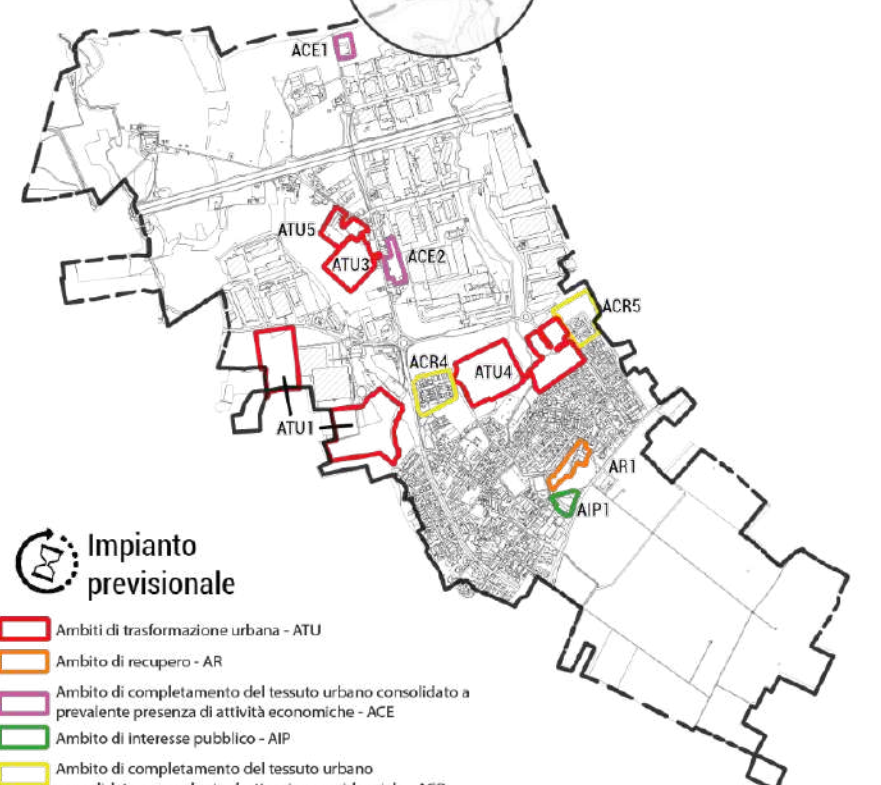 ACE1
ATU5
ATU3
ACE2
ACR5
ACR4
ATU4
ATU1
AR1
AIP1
Impianto
previsionale
Ambiti di trasformazione urbana - ATU
Ambito di recupero - AR
Ambito di completamento del tessuto urbano consolidato a
prevalente presenza di attività economiche - ACE
Ambito di interesse pubblico - AIP
Ambito di completamento del tessuto urbano